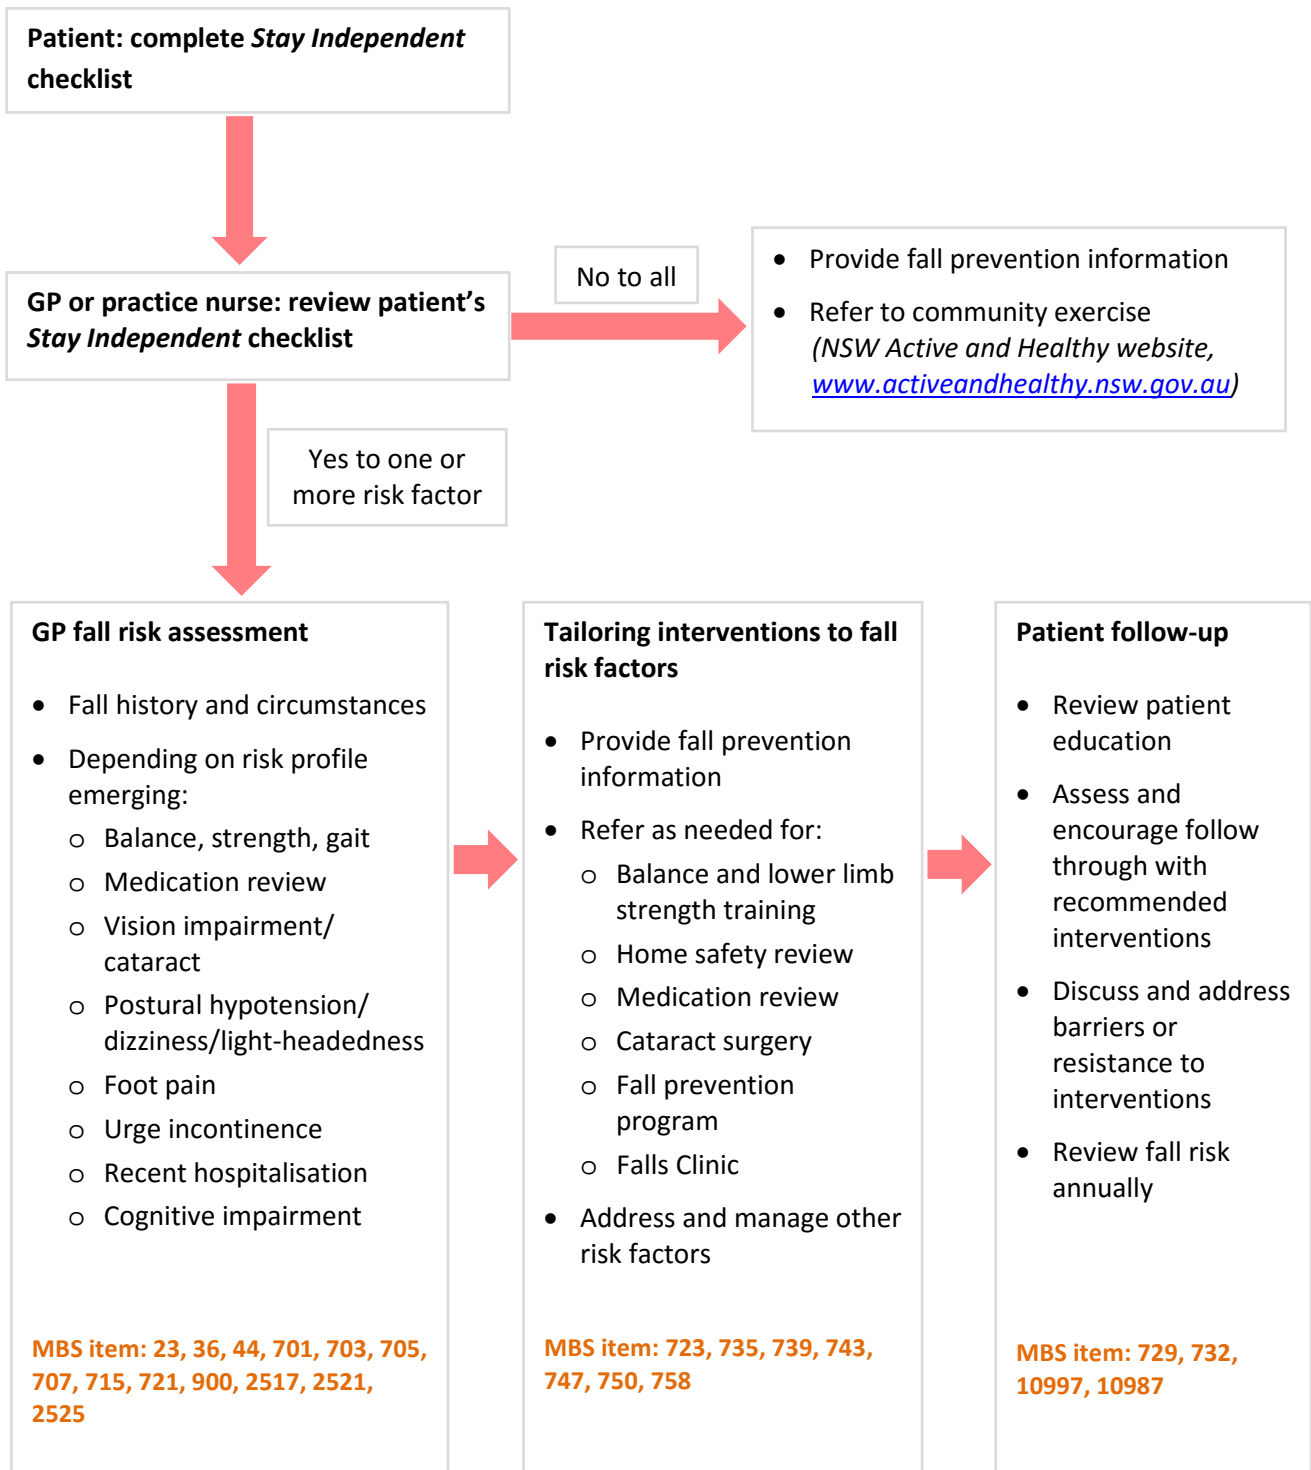 Patient: complete Stay Independent
checklist
No to all
GP or practice nurse: review patient’s
Stay Independent checklist
• Provide fall prevention information
• Refer to community exercise
(NSW Active and Healthy website,
www.activeandhealthy.nsw.gov.au)
Yes to one or
more risk factor
GP fall risk assessment
• Fall history and circumstances
• Depending on risk profile
emerging:
o Balance, strength, gait
o Medication review
o Vision impairment/
cataract
o Postural hypotension/
dizziness/light-headedness
o Foot pain
o Urge incontinence
o Recent hospitalisation
o Cognitive impairment
MBS item: 23, 36, 44, 701, 703, 705,
707, 715, 721, 900, 2517, 2521,
2525
Tailoring interventions to fall
risk factors
• Provide fall prevention
information
• Refer as needed for:
o Balance and lower limb
strength training
o Home safety review
o Medication review
o Cataract surgery
o Fall prevention
program
o Falls Clinic
• Address and manage other
risk factors
MBS item: 723, 735, 739, 743,
747, 750, 758
Patient follow-up
• Review patient
education
• Assess and
encourage follow
through with
recommended
interventions
• Discuss and address
barriers or
resistance to
interventions
• Review fall risk
annually
MBS item: 729, 732,
10997, 10987